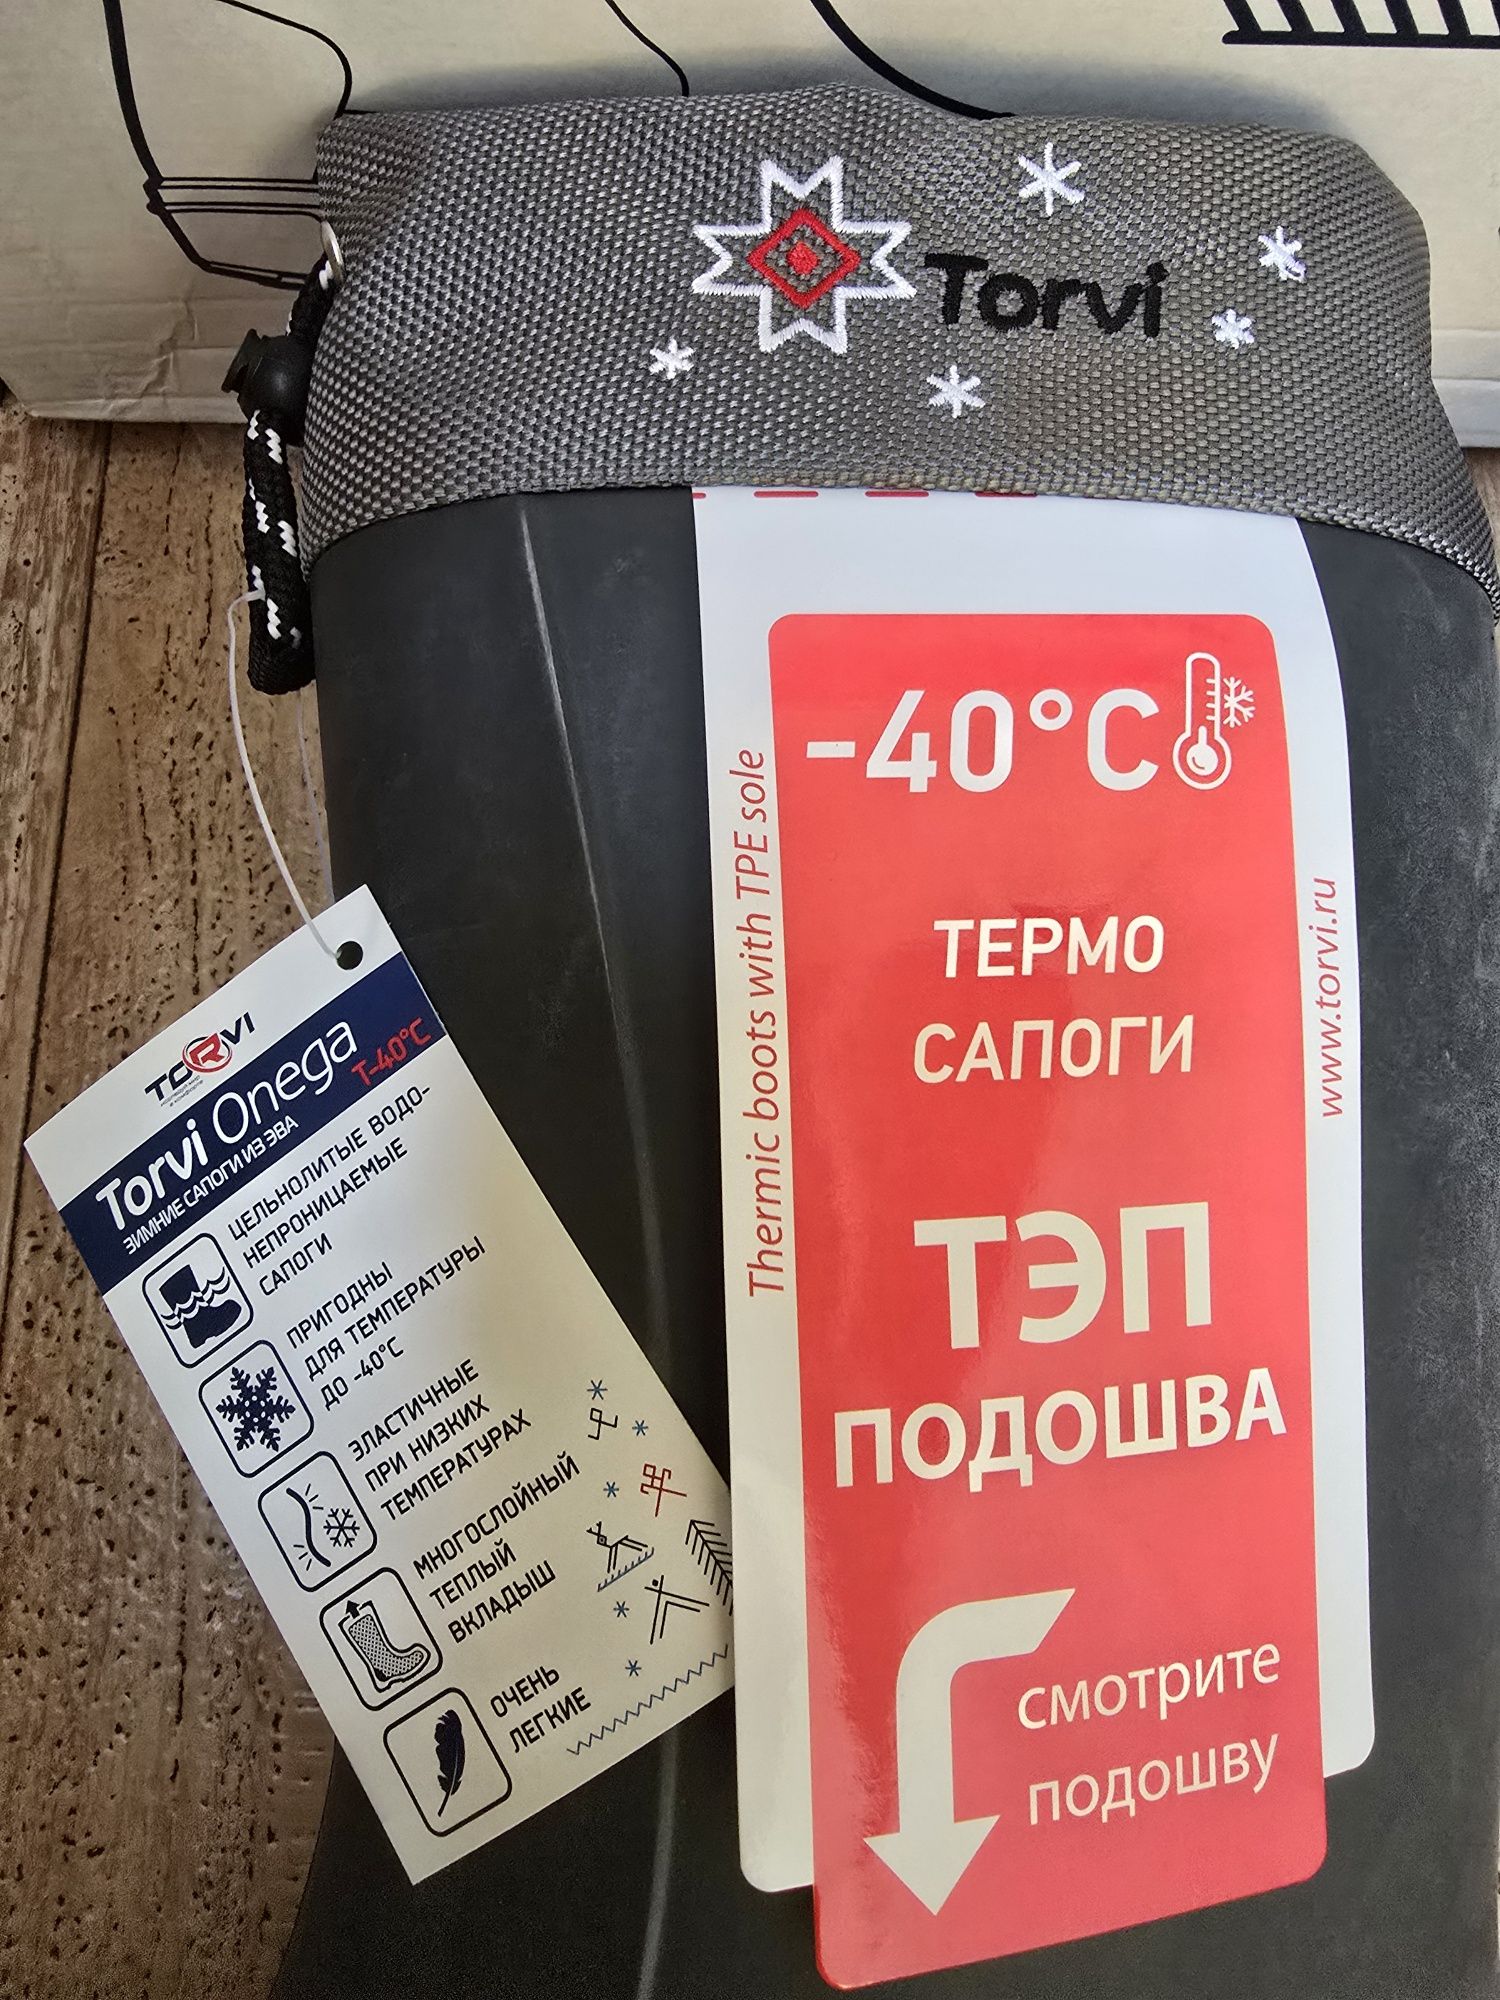 Torvi
-40°C
ТЕРМО
САПОГИ
ТЭП
ПОДОШВА
смотрите
подошву
Thermic boots with TPE sole
www.torvi.ru
TORVI
Torvi Onega
T-40°C
ЗИМНИЕ САПОГИ ИЗ ЭВА
ЦЕЛЬНОЛИТЫЕ ВОДО-
НЕПРОНИЦАЕМЫЕ
САПОГИ
ПРИГОДНЫ
ДЛЯ ТЕМПЕРАТУРЫ
ДО -40°C
ЭЛАСТИЧНЫЕ
ПРИ НИЗКИХ
ТЕМПЕРАТУРАХ
МНОГОСЛОЙНЫЙ
ТЕПЛЫЙ
ВКЛАДЫШ
ОЧЕНЬ
ЛЕГКИЕ